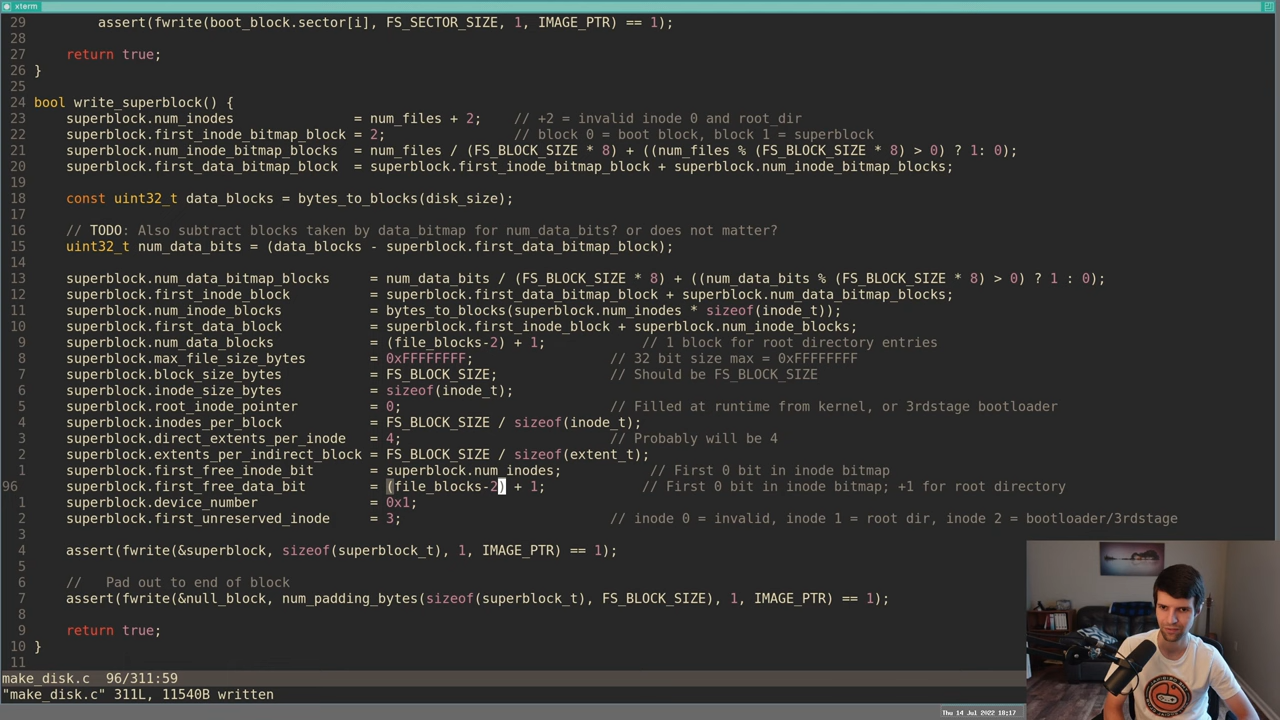 xterm
29         assert(fwrite(boot_block.sector[i], FS_SECTOR_SIZE, 1, IMAGE_PTR) == 1);
28
27     return true;
26 }
25
24 bool write_superblock() {
23     superblock.num_inodes               = num_files + 2;    // +2 = invalid inode 0 and root_dir
22     superblock.first_inode_bitmap_block = 2;                // block 0 = boot block, block 1 = superblock
21     superblock.num_inode_bitmap_blocks  = num_files / (FS_BLOCK_SIZE * 8) + ((num_files % (FS_BLOCK_SIZE * 8) > 0) ? 1: 0);
20     superblock.first_data_bitmap_block  = superblock.first_inode_bitmap_block + superblock.num_inode_bitmap_blocks;
19
18     const uint32_t data_blocks = bytes_to_blocks(disk_size);
17
16     // TODO: Also subtract blocks taken by data_bitmap for num_data_bits? or does not matter?
15     uint32_t num_data_bits = (data_blocks - superblock.first_data_bitmap_block);
14
13     superblock.num_data_bitmap_blocks     = num_data_bits / (FS_BLOCK_SIZE * 8) + ((num_data_bits % (FS_BLOCK_SIZE * 8) > 0) ? 1 : 0);
12     superblock.first_inode_block          = superblock.first_data_bitmap_block + superblock.num_data_bitmap_blocks;
11     superblock.num_inode_blocks           = bytes_to_blocks(superblock.num_inodes * sizeof(inode_t));
10     superblock.first_data_block           = superblock.first_inode_block + superblock.num_inode_blocks;
9     superblock.num_data_blocks            = (file_blocks-2) + 1;            // 1 block for root directory entries
8     superblock.max_file_size_bytes        = 0xFFFFFFFF;                 // 32 bit size max = 0xFFFFFFFF
7     superblock.block_size_bytes           = FS_BLOCK_SIZE;              // Should be FS_BLOCK_SIZE
6     superblock.inode_size_bytes           = sizeof(inode_t);
5     superblock.root_inode_pointer         = 0;                          // Filled at runtime from kernel, or 3rdstage bootloader
4     superblock.inodes_per_block           = FS_BLOCK_SIZE / sizeof(inode_t);
3     superblock.direct_extents_per_inode   = 4;                          // Probably will be 4
2     superblock.extents_per_indirect_block = FS_BLOCK_SIZE / sizeof(extent_t);
1     superblock.first_free_inode_bit       = superblock.num_inodes;           // First 0 bit in inode bitmap
96     superblock.first_free_data_bit        = (file_blocks-2) + 1;            // First 0 bit in inode bitmap; +1 for root directory
1     superblock.device_number              = 0x1;
2     superblock.first_unreserved_inode     = 3;                          // inode 0 = invalid, inode 1 = root dir, inode 2 = bootloader/3rdstage
3
4     assert(fwrite(&superblock, sizeof(superblock_t), 1, IMAGE_PTR) == 1);
5
6     //   Pad out to end of block
7     assert(fwrite(&null_block, num_padding_bytes(sizeof(superblock_t), FS_BLOCK_SIZE), 1, IMAGE_PTR) == 1);
8
9     return true;
10 }
11
make_disk.c  96/311:59
"make_disk.c" 311L, 11540B written
Thu 14 Jul 2022 18:17